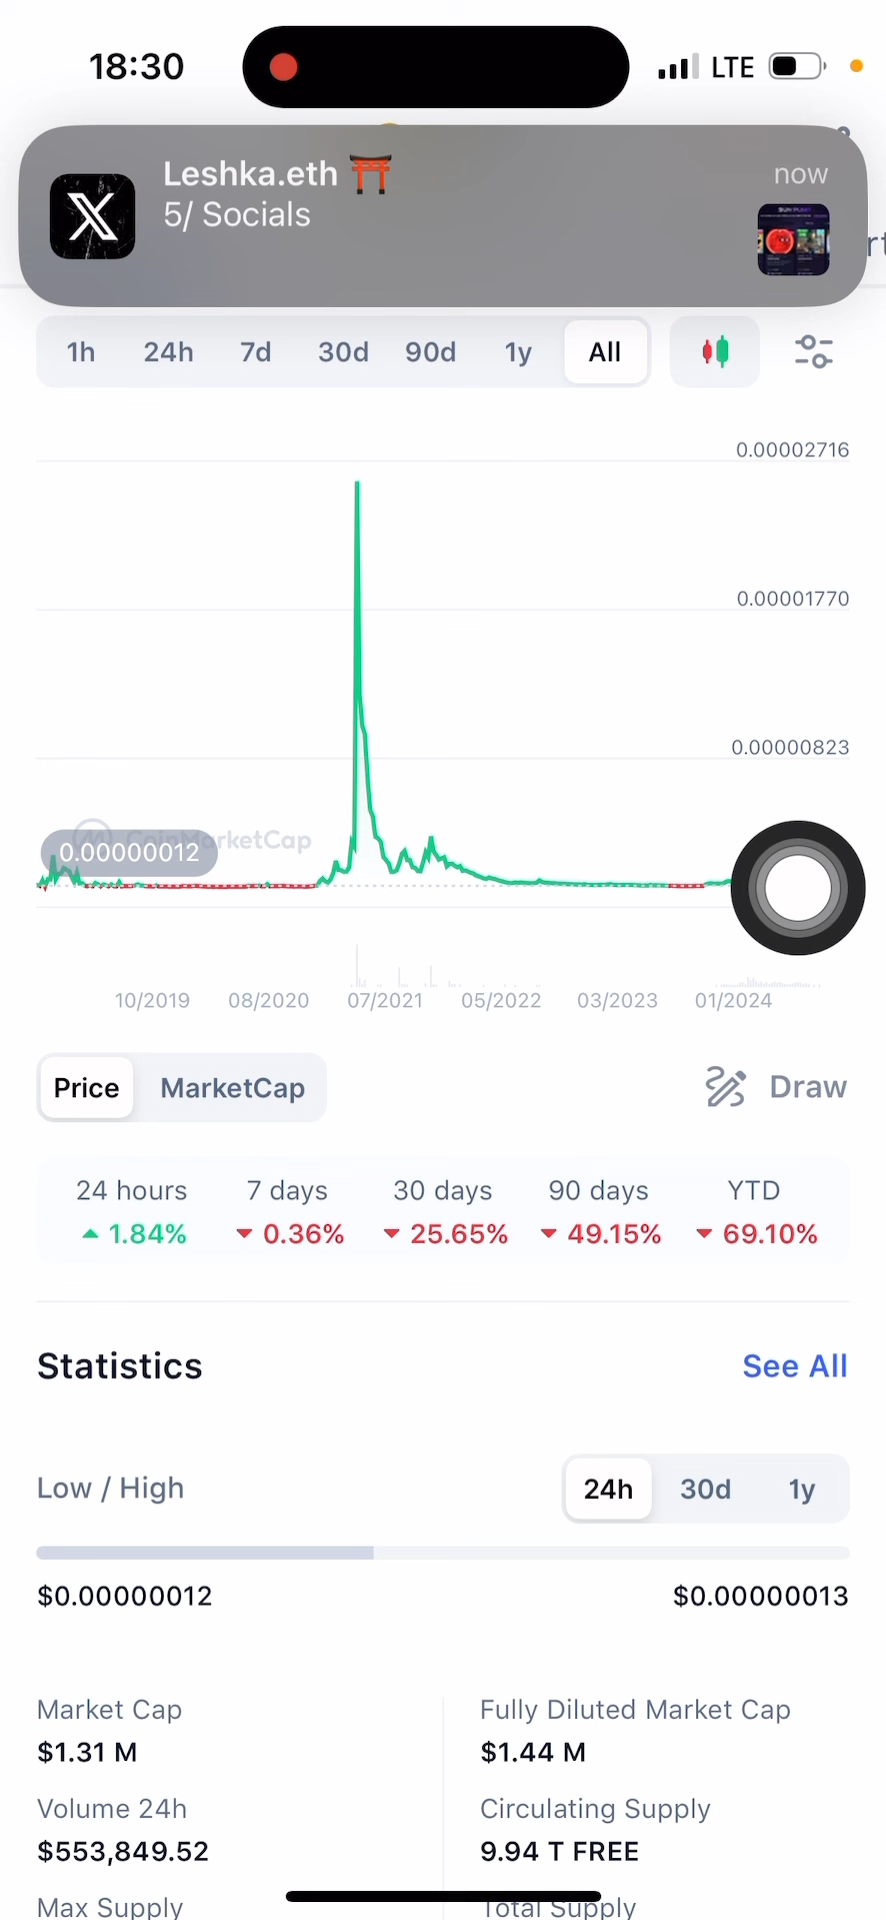 18:30
LTE
Leshka.eth ⛩️
now
5/ Socials
1h 24h 7d 30d 90d 1y All
0.00002716
0.00001770
0.00000823
CoinMarketCap
0.00000012
10/2019 08/2020 07/2021 05/2022 03/2023 01/2024
Price MarketCap Draw
24 hours 7 days 30 days 90 days YTD
1.84% 0.36% 25.65% 49.15% 69.10%
Statistics See All
Low / High 24h 30d 1y
$0.00000012 $0.00000013
Market Cap Fully Diluted Market Cap
$1.31 M $1.44 M
Volume 24h Circulating Supply
$553,849.52 9.94 T FREE
Max Supply Total Supply